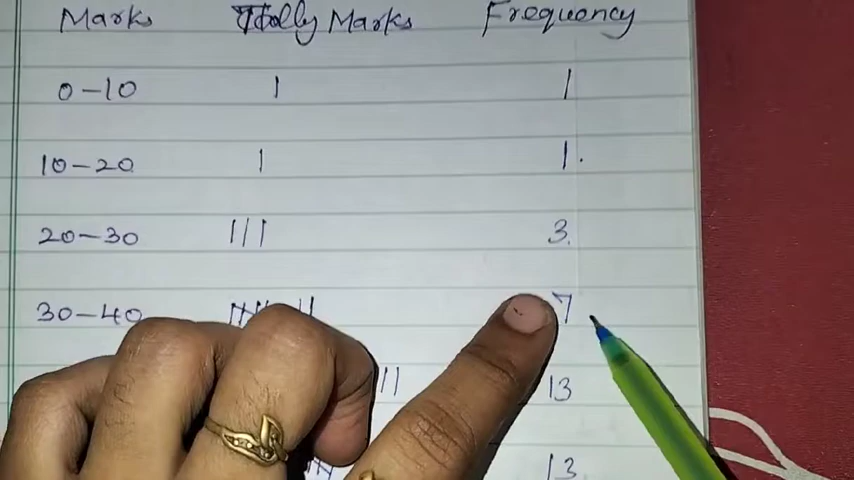 Marks Tally Marks Frequency
0-10 | 1
10-20 | 1.
20-30 ||| 3.
30-40 7
13
13